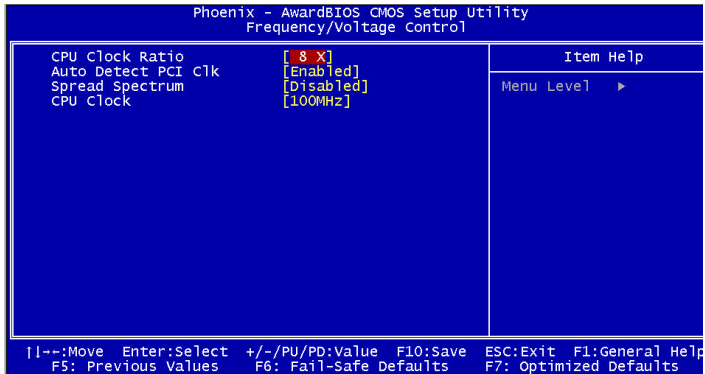 Phoenix - AwardBIOS CMOS Setup Utility
Frequency/Voltage Control
CPU Clock Ratio [ 8 X]
Auto Detect PCI Clk [Enabled]
Spread Spectrum [Disabled]
CPU Clock [100MHz]
Item Help
Menu Level ►
↑↓→←:Move Enter:Select +/-/PU/PD:Value F10:Save ESC:Exit F1:General Help
F5: Previous Values F6: Fail-Safe Defaults F7: Optimized Defaults